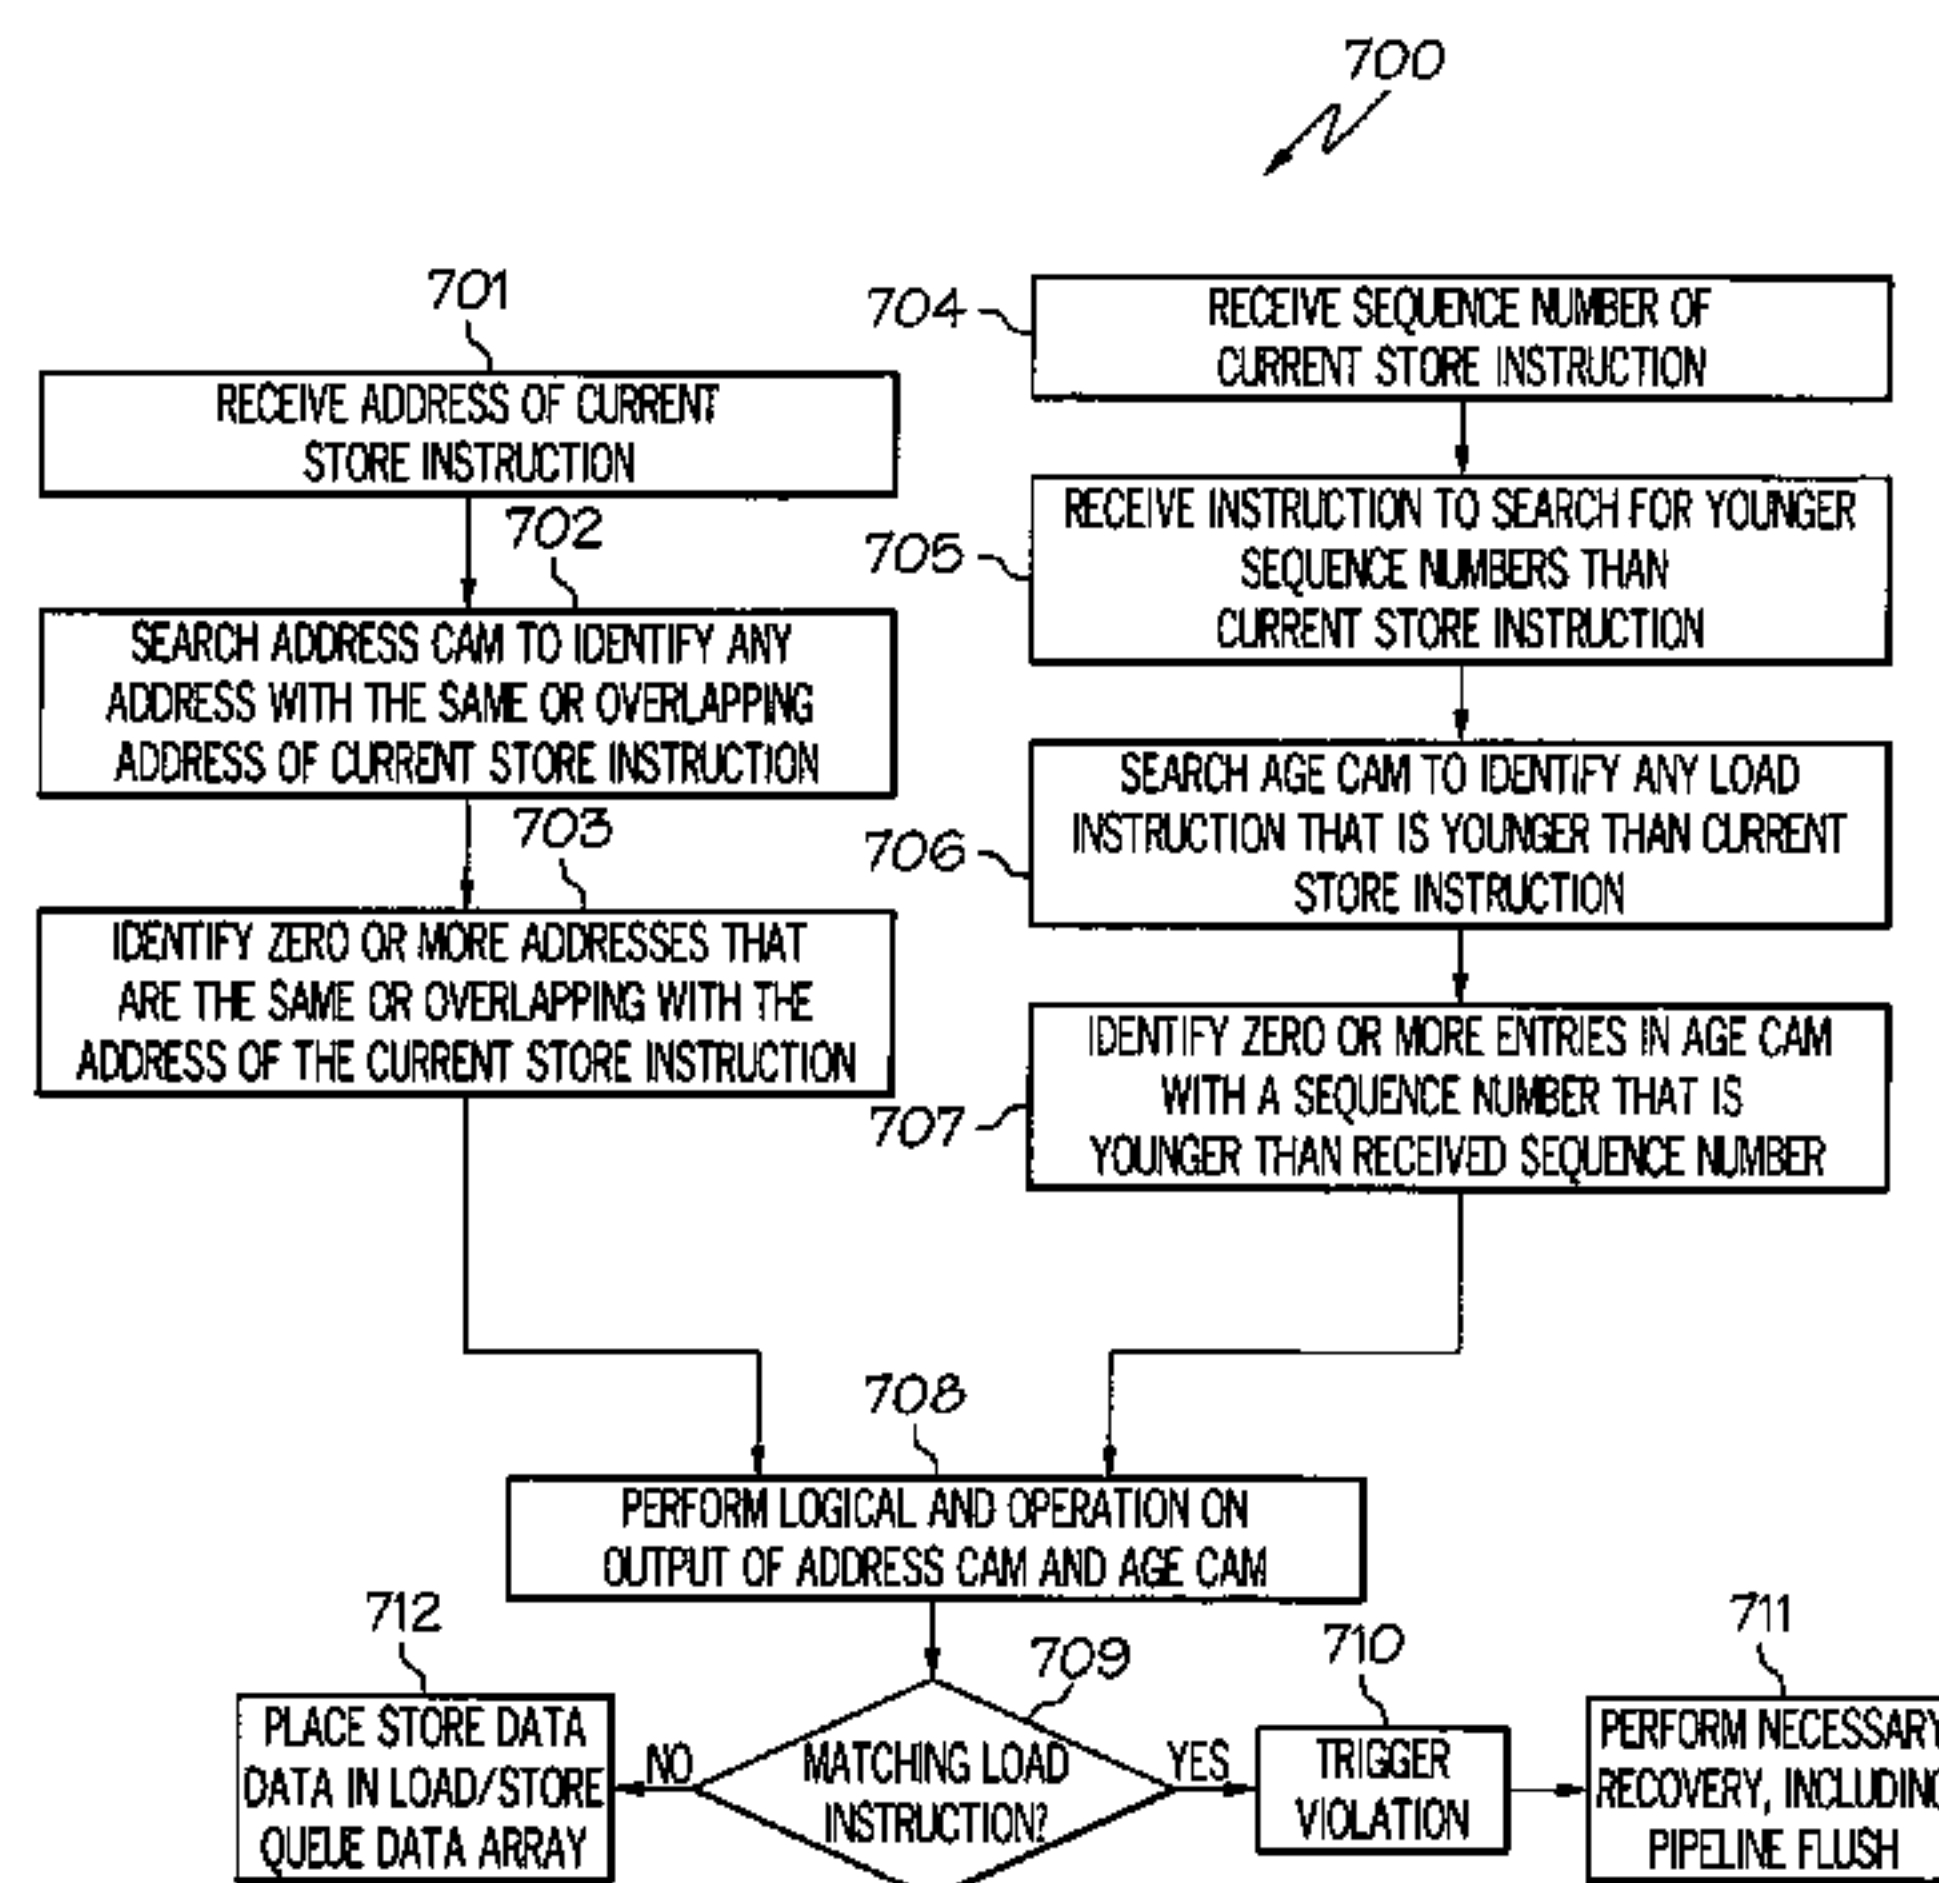 700
701
RECEIVE ADDRESS OF CURRENT
STORE INSTRUCTION
702
SEARCH ADDRESS CAM TO IDENTIFY ANY
ADDRESS WITH THE SAME OR OVERLAPPING
ADDRESS OF CURRENT STORE INSTRUCTION
703
IDENTIFY ZERO OR MORE ADDRESSES THAT
ARE THE SAME OR OVERLAPPING WITH THE
ADDRESS OF THE CURRENT STORE INSTRUCTION
704
RECEIVE SEQUENCE NUMBER OF
CURRENT STORE INSTRUCTION
705
RECEIVE INSTRUCTION TO SEARCH FOR YOUNGER
SEQUENCE NUMBERS THAN
CURRENT STORE INSTRUCTION
706
SEARCH AGE CAM TO IDENTIFY ANY LOAD
INSTRUCTION THAT IS YOUNGER THAN CURRENT
STORE INSTRUCTION
707
IDENTIFY ZERO OR MORE ENTRIES IN AGE CAM
WITH A SEQUENCE NUMBER THAT IS
YOUNGER THAN RECEIVED SEQUENCE NUMBER
708
PERFORM LOGICAL AND OPERATION ON
OUTPUT OF ADDRESS CAM AND AGE CAM
709
MATCHING LOAD
INSTRUCTION?
NO
YES
712
PLACE STORE DATA
DATA IN LOAD/STORE
QUEUE DATA ARRAY
710
TRIGGER
VIOLATION
711
PERFORM NECESSARY
RECOVERY, INCLUDING
PIPELINE FLUSH